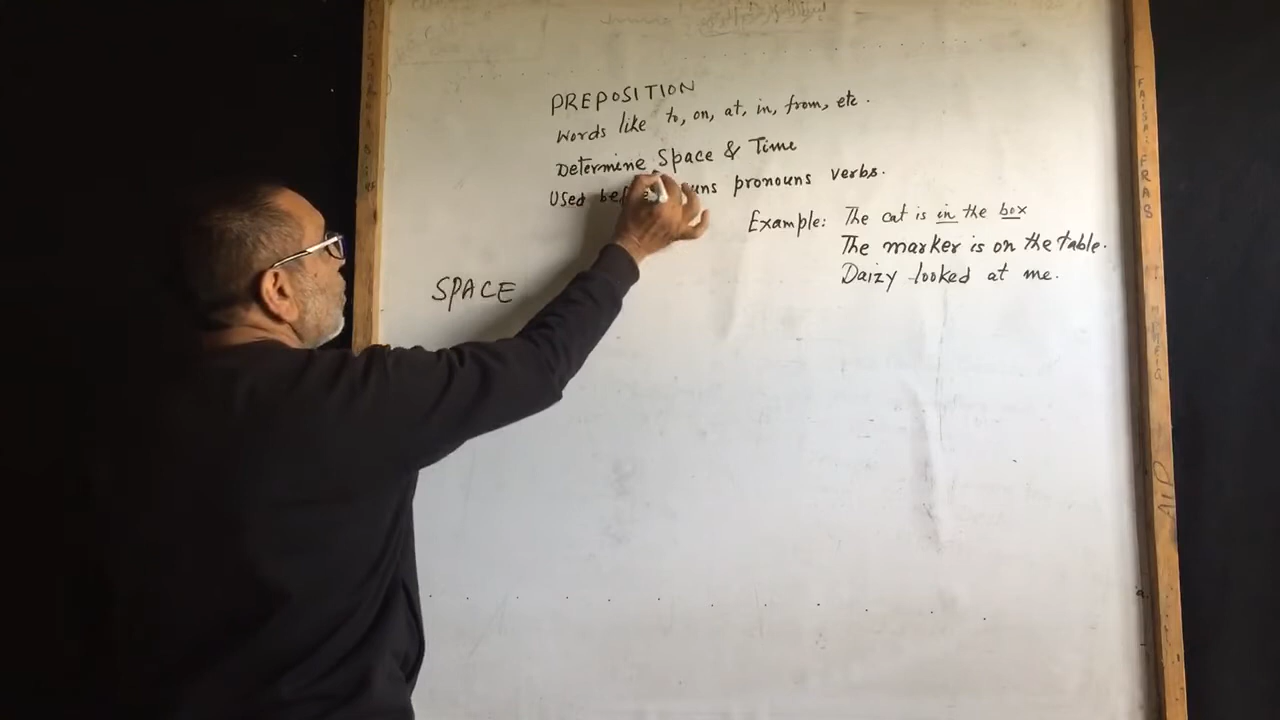 PREPOSITION
Words like to, on, at, in, from, etc.
Determine Space & Time
Used pronouns verbs.
Example: The cat is in the box
The marker is on the table.
Daizy looked at me.
SPACE
ALP